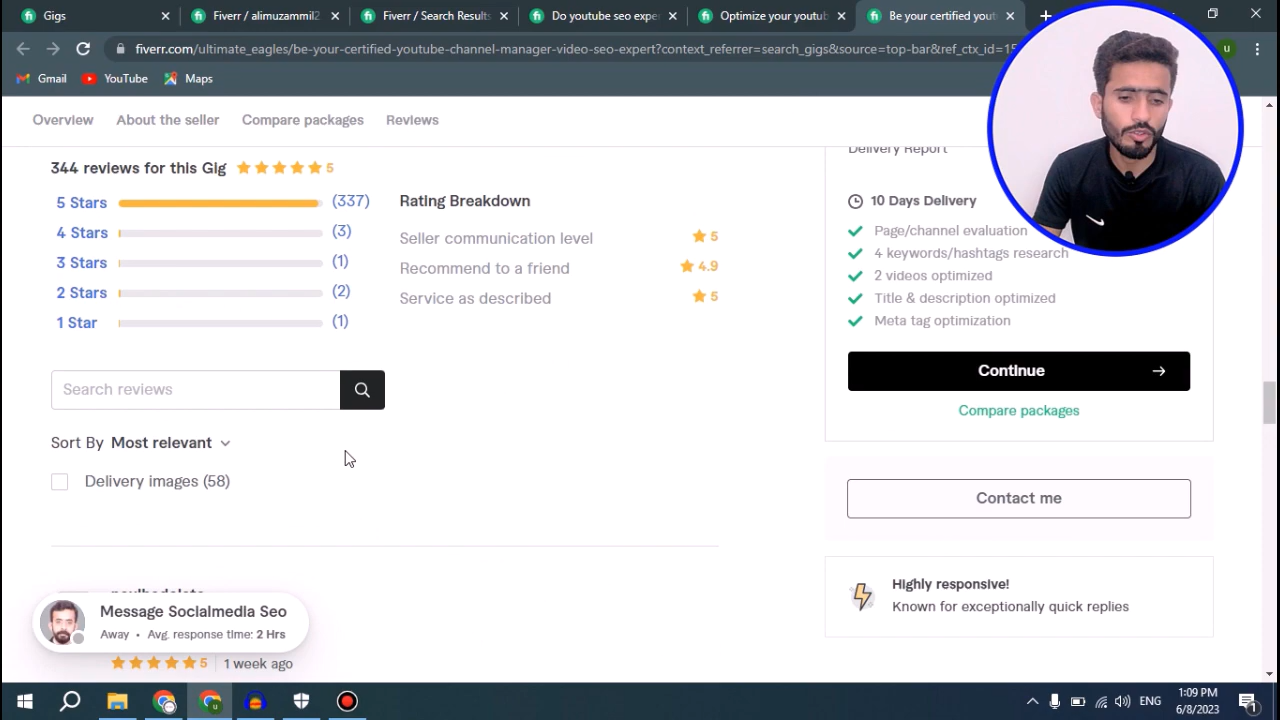 Gigs
Fiverr / alimuzammil2
Fiverr / Search Results
Do youtube seo exper
Optimize your youtub
Be your certified yout
fiverr.com/ultimate_eagles/be-your-certified-youtube-channel-manager-video-seo-expert?context_referrer=search_gigs&source=top-bar&ref_ctx_id=15
u
Gmail
YouTube
Maps
Overview
About the seller
Compare packages
Reviews
344 reviews for this Gig
5
5 Stars
(337)
4 Stars
(3)
3 Stars
(1)
2 Stars
(2)
1 Star
(1)
Rating Breakdown
Seller communication level
5
Recommend to a friend
4.9
Service as described
5
Search reviews
Sort By Most relevant
Delivery images (58)
Message Socialmedia Seo
Away • Avg. response time: 2 Hrs
5
1 week ago
Delivery Report
10 Days Delivery
Page/channel evaluation
4 keywords/hashtags research
2 videos optimized
Title & description optimized
Meta tag optimization
Continue
Compare packages
Contact me
Highly responsive!
Known for exceptionally quick replies
ENG
1:09 PM
6/8/2023
1